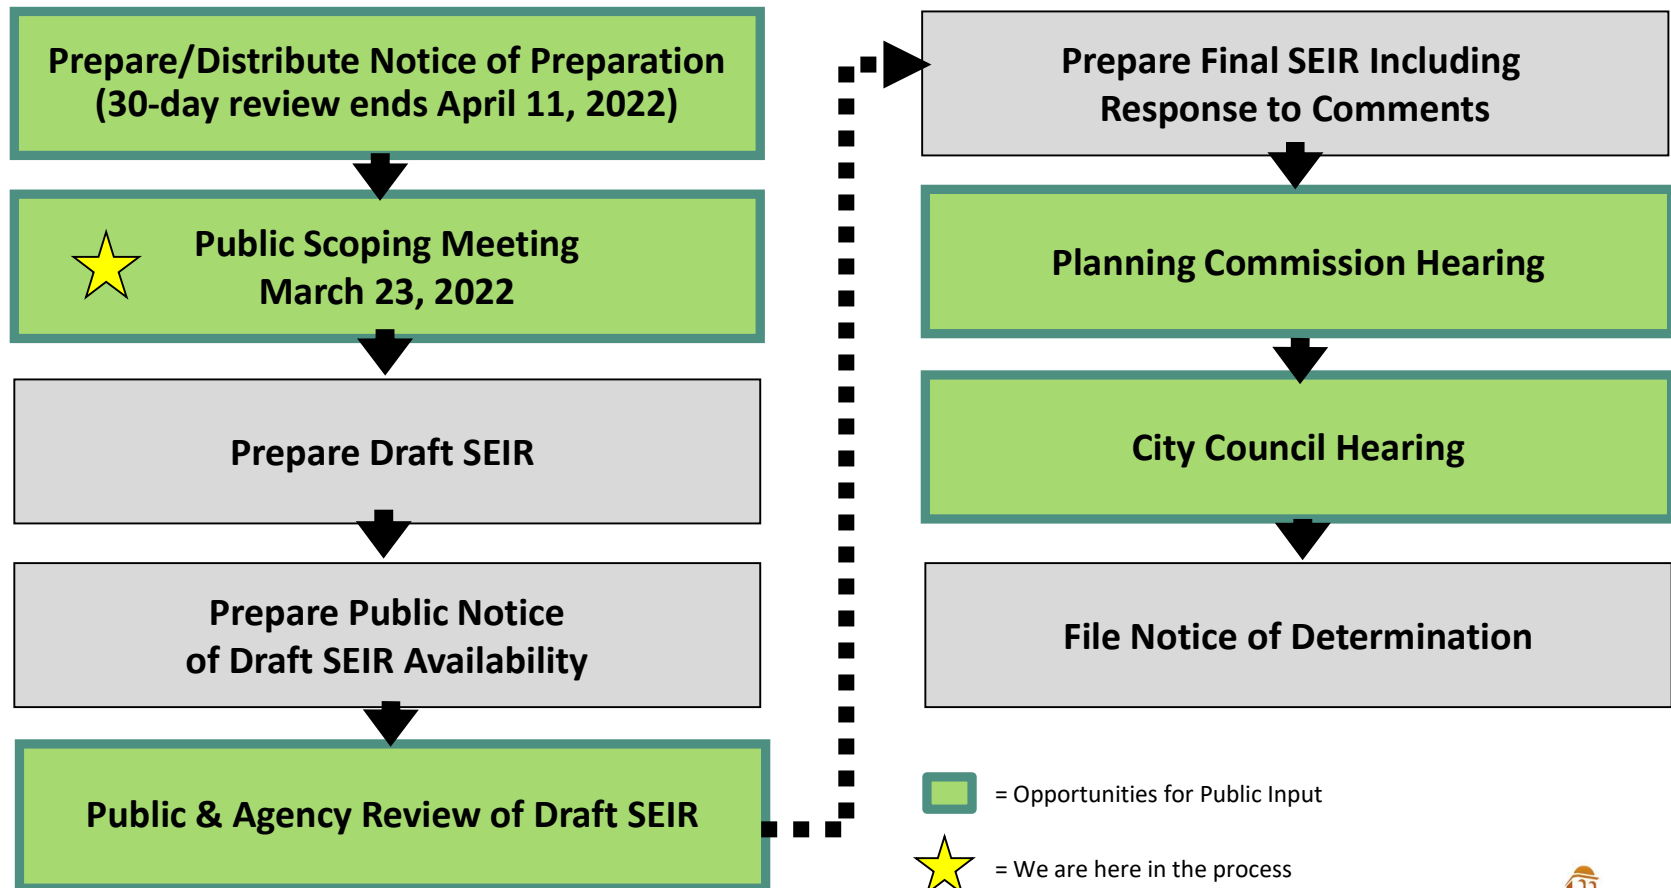 Prepare/Distribute Notice of Preparation
(30-day review ends April 11, 2022)
Public Scoping Meeting
March 23, 2022
Prepare Draft SEIR
Prepare Public Notice
of Draft SEIR Availability
Public & Agency Review of Draft SEIR
Prepare Final SEIR Including
Response to Comments
Planning Commission Hearing
City Council Hearing
File Notice of Determination
= Opportunities for Public Input
= We are here in the process